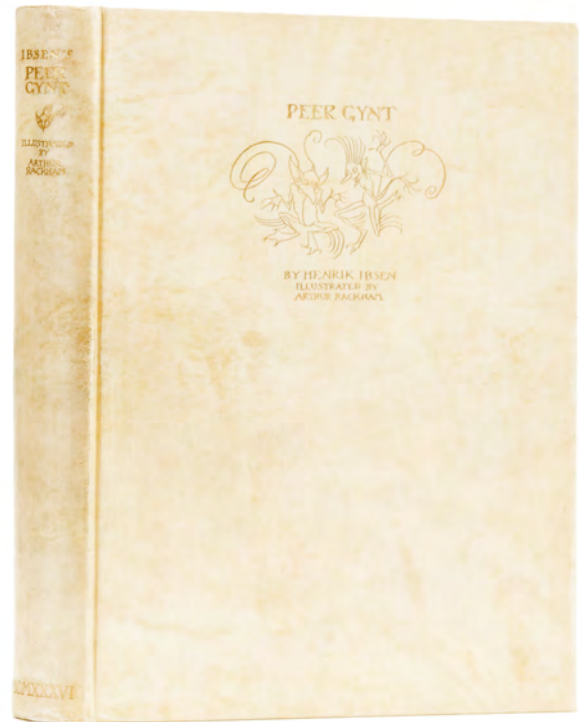 IBSEN'S
PEER
GYNT
ILLUSTRATED
BY
ARTHUR
RACKHAM
MCMXXXVI
PEER GYNT
BY HENRIK IBSEN
ILLUSTRATED BY
ARTHUR RACKHAM